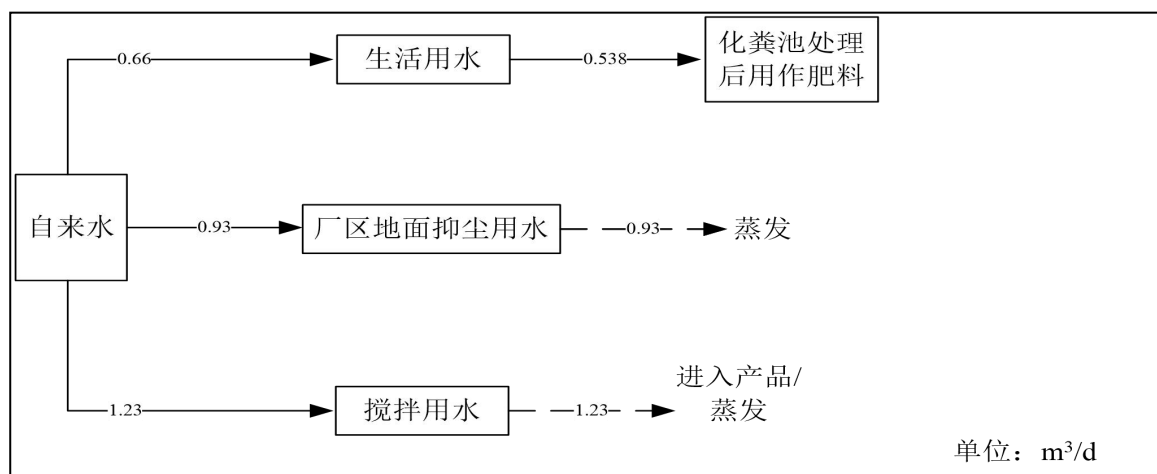 0.66
生活用水
0.538
化粪池处理
后用作肥料
自来水
0.93
厂区地面抑尘用水
0.93
蒸发
1.23
搅拌用水
1.23
进入产品/
蒸发
单位：m³/d